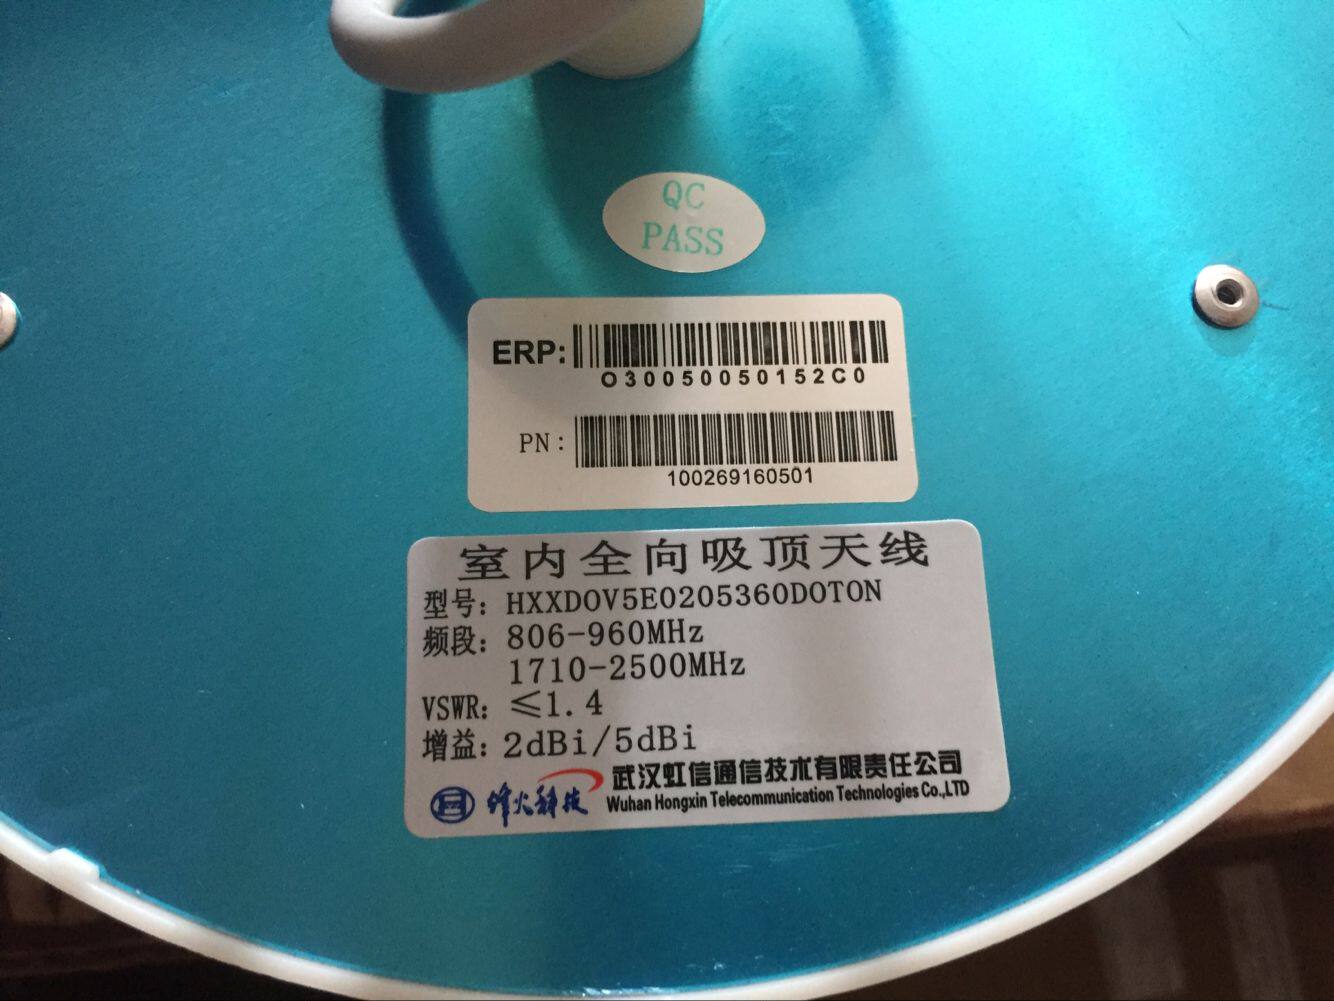 QC
PASS
ERP:
O30050050152C0
PN:
100269160501
室内全向吸顶天线
型号: HXXDOV5E0205360DOTON
频段: 806-960MHz
1710-2500MHz
VSWR: ≤1.4
增益: 2dBi/5dBi
烽火科技
武汉虹信通信技术有限责任公司
Wuhan Hongxin Telecommunication Technologies Co.,LTD